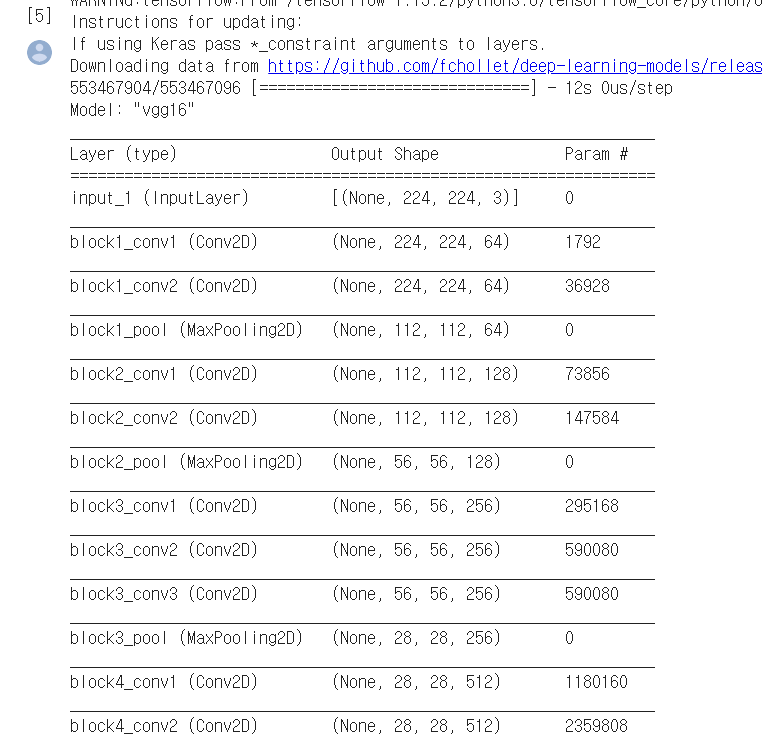 WARNING:tensorflow:From /tensorflow-1.15.2/python3.6/tensorflow_core/python/o
[5]
Instructions for updating:
If using Keras pass *_constraint arguments to layers.
Downloading data from https://github.com/fchollet/deep-learning-models/releas
553467904/553467096 [==============================] - 12s 0us/step
Model: "vgg16"
_________________________________________________________________
Layer (type) Output Shape Param #
=================================================================
input_1 (InputLayer) [(None, 224, 224, 3)] 0
_________________________________________________________________
block1_conv1 (Conv2D) (None, 224, 224, 64) 1792
_________________________________________________________________
block1_conv2 (Conv2D) (None, 224, 224, 64) 36928
_________________________________________________________________
block1_pool (MaxPooling2D) (None, 112, 112, 64) 0
_________________________________________________________________
block2_conv1 (Conv2D) (None, 112, 112, 128) 73856
_________________________________________________________________
block2_conv2 (Conv2D) (None, 112, 112, 128) 147584
_________________________________________________________________
block2_pool (MaxPooling2D) (None, 56, 56, 128) 0
_________________________________________________________________
block3_conv1 (Conv2D) (None, 56, 56, 256) 295168
_________________________________________________________________
block3_conv2 (Conv2D) (None, 56, 56, 256) 590080
_________________________________________________________________
block3_conv3 (Conv2D) (None, 56, 56, 256) 590080
_________________________________________________________________
block3_pool (MaxPooling2D) (None, 28, 28, 256) 0
_________________________________________________________________
block4_conv1 (Conv2D) (None, 28, 28, 512) 1180160
_________________________________________________________________
block4_conv2 (Conv2D) (None, 28, 28, 512) 2359808